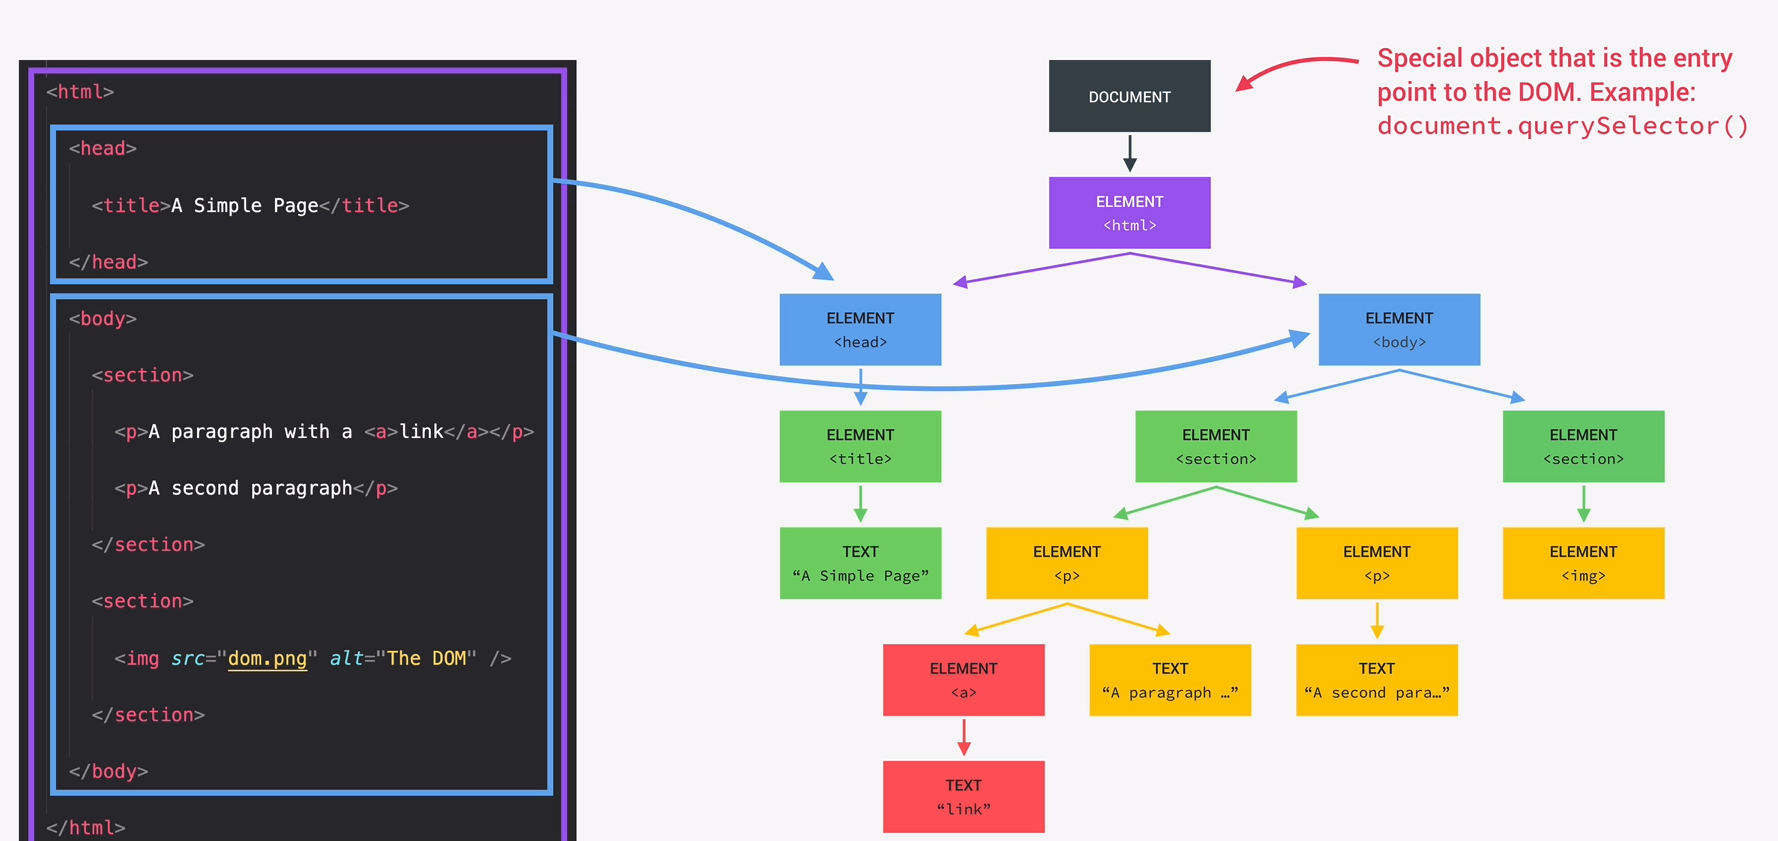 <html>
<head>
<title>A Simple Page</title>
</head>
<body>
<section>
<p>A paragraph with a <a>link</a></p>
<p>A second paragraph</p>
</section>
<section>
<img src="dom.png" alt="The DOM" />
</section>
</body>
</html>
DOCUMENT
Special object that is the entry
point to the DOM. Example:
document.querySelector()
ELEMENT
<html>
ELEMENT
<head>
ELEMENT
<body>
ELEMENT
<title>
ELEMENT
<section>
ELEMENT
<section>
TEXT
“A Simple Page”
ELEMENT
<p>
ELEMENT
<p>
ELEMENT
<img>
ELEMENT
<a>
TEXT
“A paragraph …”
TEXT
“A second para…”
TEXT
“link”